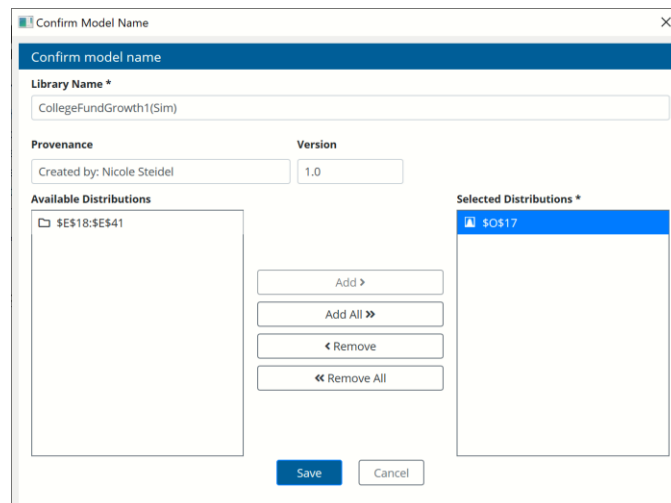 Confirm Model Name
Confirm model name
Library Name *
CollegeFundGrowth1(Sim)
Provenance
Version
Created by: Nicole Steidel
1.0
Available Distributions
Selected Distributions *
$E$18:$E$41
$O$17
Add >
Add All >>
< Remove
<< Remove All
Save
Cancel